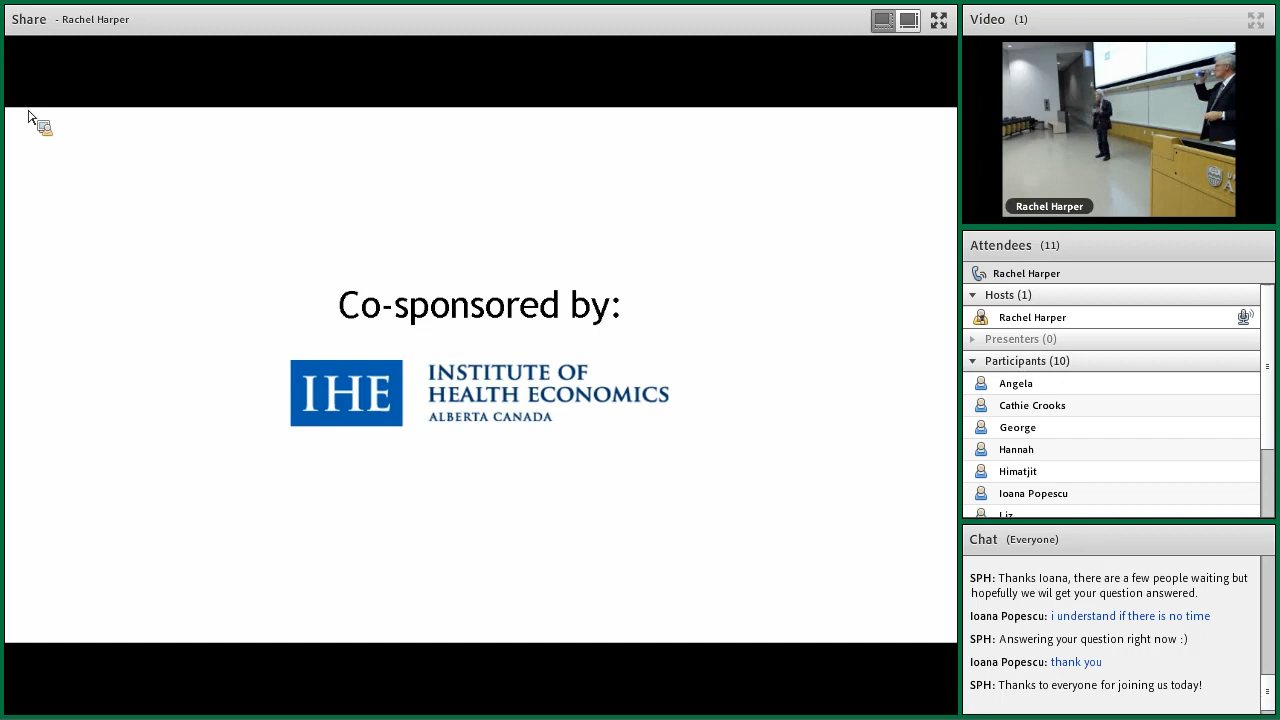 Share - Rachel Harper
Co-sponsored by:
IHE
INSTITUTE OF
HEALTH ECONOMICS
ALBERTA CANADA
Video (1)
Rachel Harper
Attendees (11)
Rachel Harper
Hosts (1)
Rachel Harper
Presenters (0)
Participants (10)
Angela
Cathie Crooks
George
Hannah
Himatjit
Ioana Popescu
Liz
Chat (Everyone)
SPH: Thanks Ioana, there are a few people waiting but
hopefully we wil get your question answered.
Ioana Popescu: i understand if there is no time
SPH: Answering your question right now :)
Ioana Popescu: thank you
SPH: Thanks to everyone for joining us today!